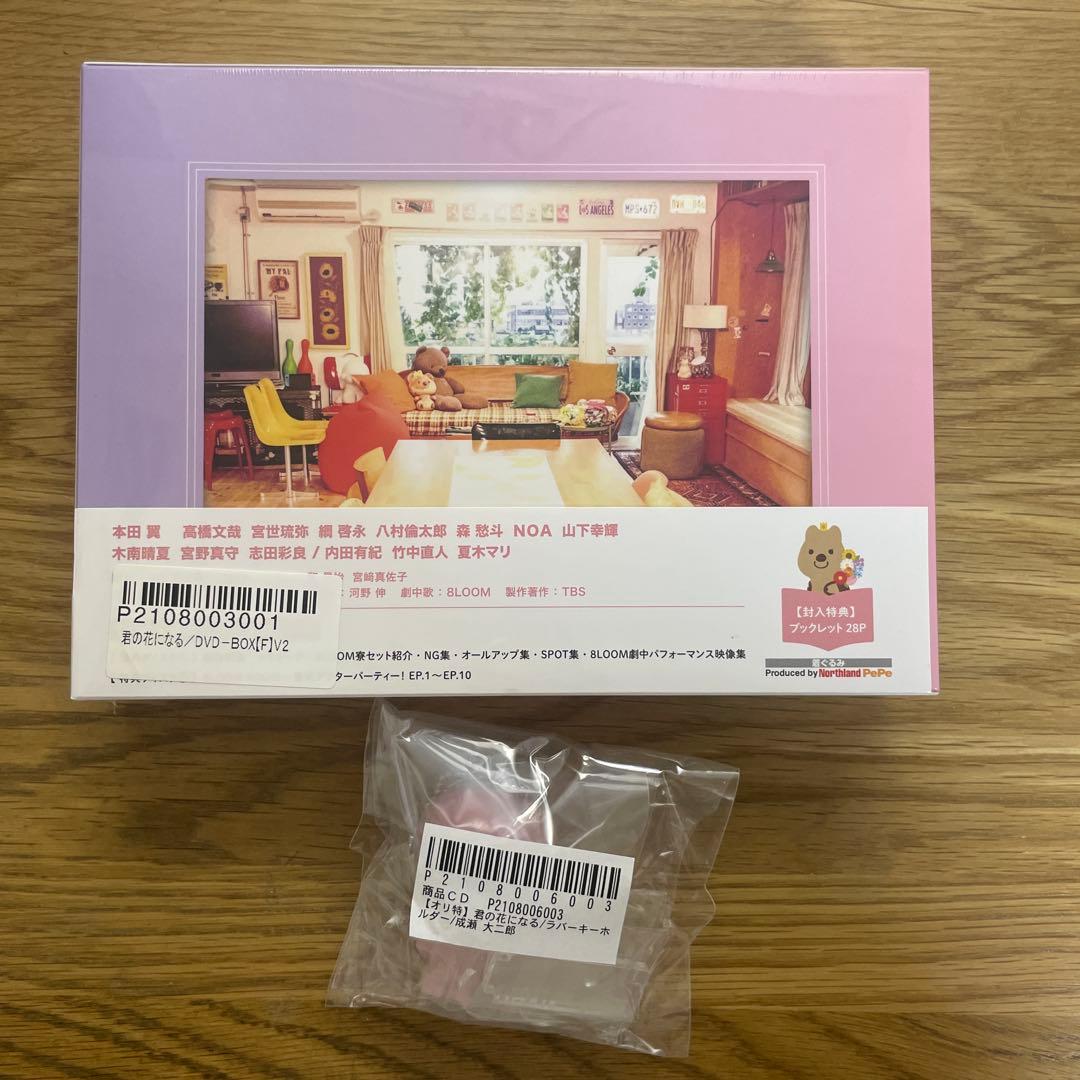 LOS ANGELES
MPS•672
本田 翼　高橋文哉　宮世琉弥　綱 啓永　八村倫太郎　森 愁斗　NOA　山下幸輝
木南晴夏　宮野真守　志田彩良 / 内田有紀　竹中直人　夏木マリ
宮﨑真佐子
河野 伸　劇中歌：8LOOM　製作著作：TBS
OM寮セット紹介・NG集・オールアップ集・SPOT集・8LOOM劇中パフォーマンス映像集
ターパーティー！ EP.1～EP.10
【封入特典】
ブックレット 28P
着ぐるみ
Produced by Northland PePe
P2108003001
君の花になる／DVD－BOX【F】V2
P2108006003
商品ＣＤ　P2108006003
【オリ特】君の花になる/ラバーキーホ
ルダー/成瀬 大二郎